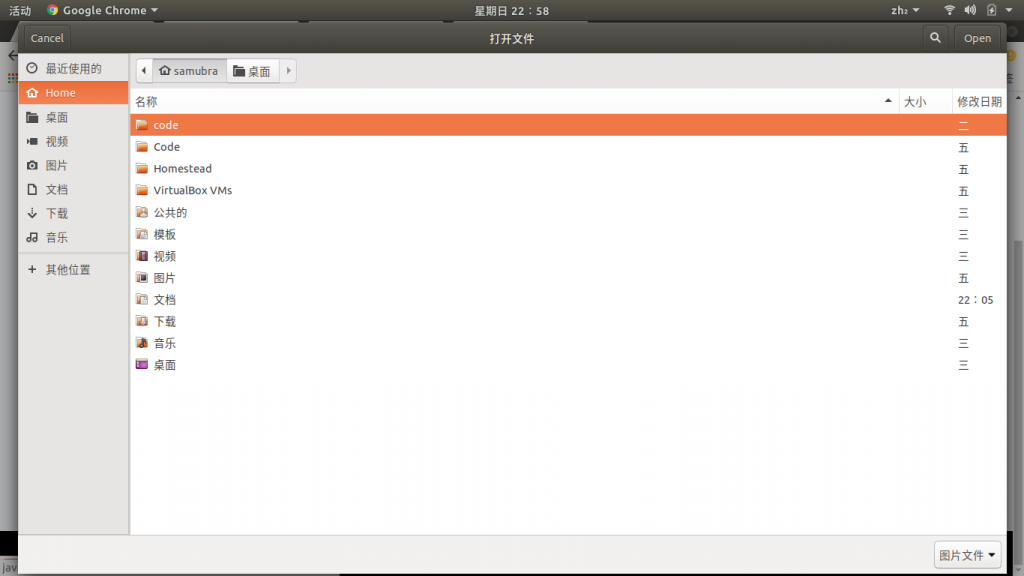 活动 Google Chrome 星期日 22：58 zh₂
Cancel 打开文件 Open
最近使用的
Home
桌面
视频
图片
文档
下载
音乐
其他位置
samubra 桌面
名称 大小 修改日期
code 二
Code 五
Homestead 五
VirtualBox VMs 五
公共的 三
模板 三
视频 三
图片 五
文档 22：05
下载 五
音乐 三
桌面 三
图片文件
jav